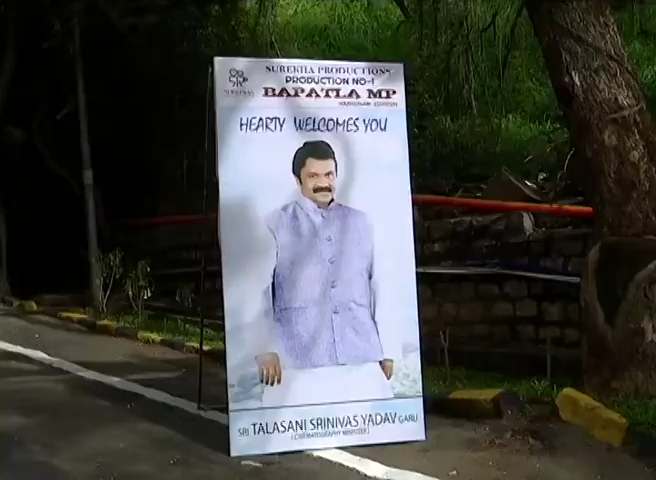 SUREKHA PRODUCTIONS
PRODUCTION NO-1
BAPATLA MP
HEARTY WELCOMES YOU
SRI TALASANI SRINIVAS YADAV GARU
(CINEMATOGRAPHY MINISTER)